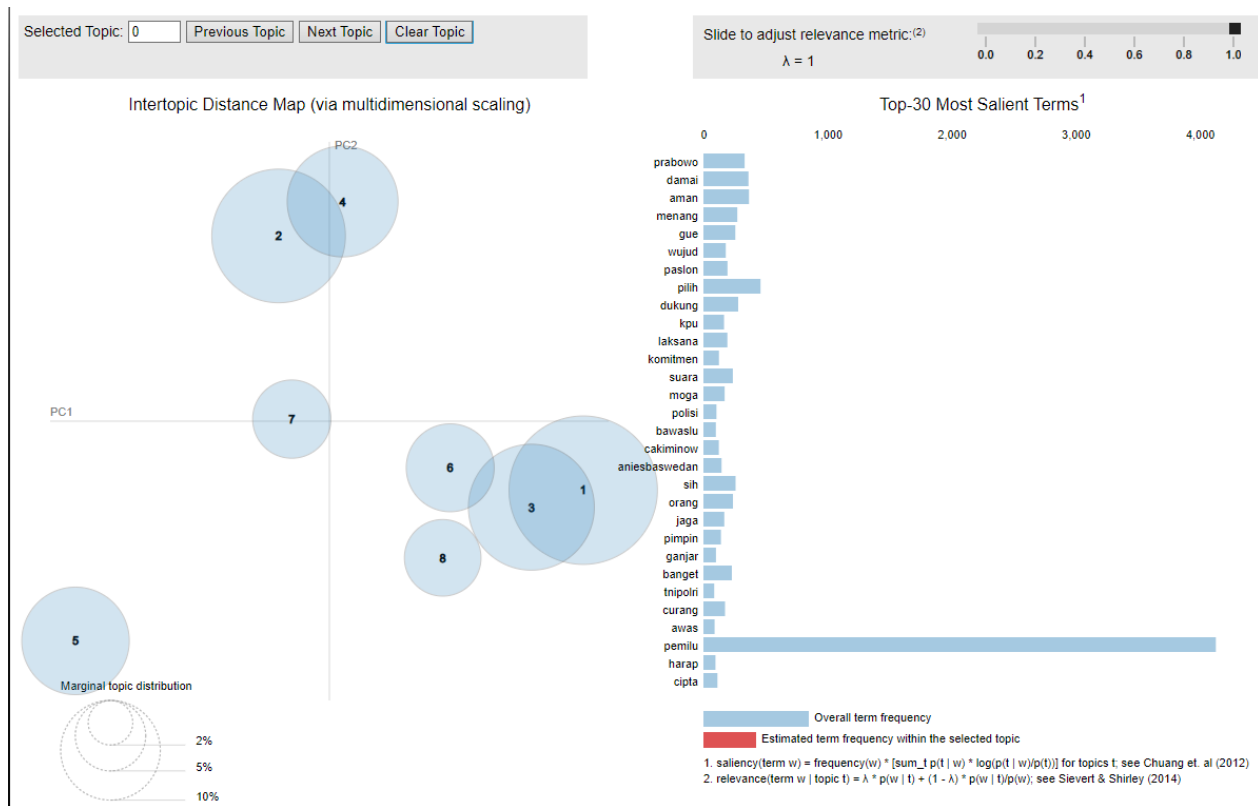 Selected Topic: 0 Previous Topic Next Topic Clear Topic
Slide to adjust relevance metric:(2)
λ = 1
0.0 0.2 0.4 0.6 0.8 1.0
Intertopic Distance Map (via multidimensional scaling)
PC2
4
2
7
PC1
6
1
3
8
5
Marginal topic distribution
2%
5%
10%
Top-30 Most Salient Terms1
0 1,000 2,000 3,000 4,000
prabowo
damai
aman
menang
gue
wujud
paslon
pilih
dukung
kpu
laksana
komitmen
suara
moga
polisi
bawaslu
cakiminow
aniesbaswedan
sih
orang
jaga
pimpin
ganjar
banget
tnipolri
curang
awas
pemilu
harap
cipta
Overall term frequency
Estimated term frequency within the selected topic
1. saliency(term w) = frequency(w) * [sum_t p(t | w) * log(p(t | w)/p(t))] for topics t; see Chuang et. al (2012)
2. relevance(term w | topic t) = λ * p(w | t) + (1 - λ) * p(w | t)/p(w); see Sievert & Shirley (2014)